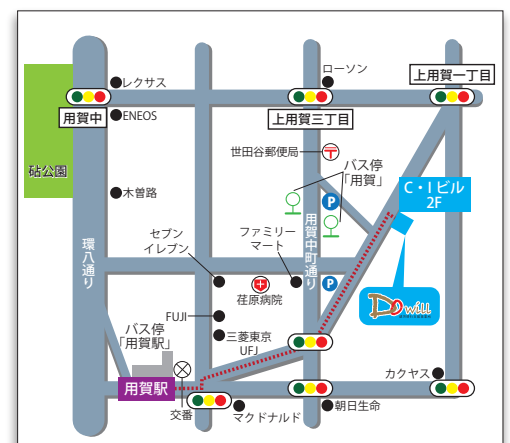 レクサス
ローソン
上用賀一丁目
用賀中
ENEOS
上用賀三丁目
世田谷郵便局
バス停
「用賀」
砧公園
木曽路
P
C・Iビル
2F
環八通り
用賀中町通り
セブン
イレブン
ファミリー
マート
荏原病院
P
Dowill
FUJI
バス停
「用賀駅」
三菱東京
UFJ
用賀駅
交番
マクドナルド
朝日生命
カクヤス